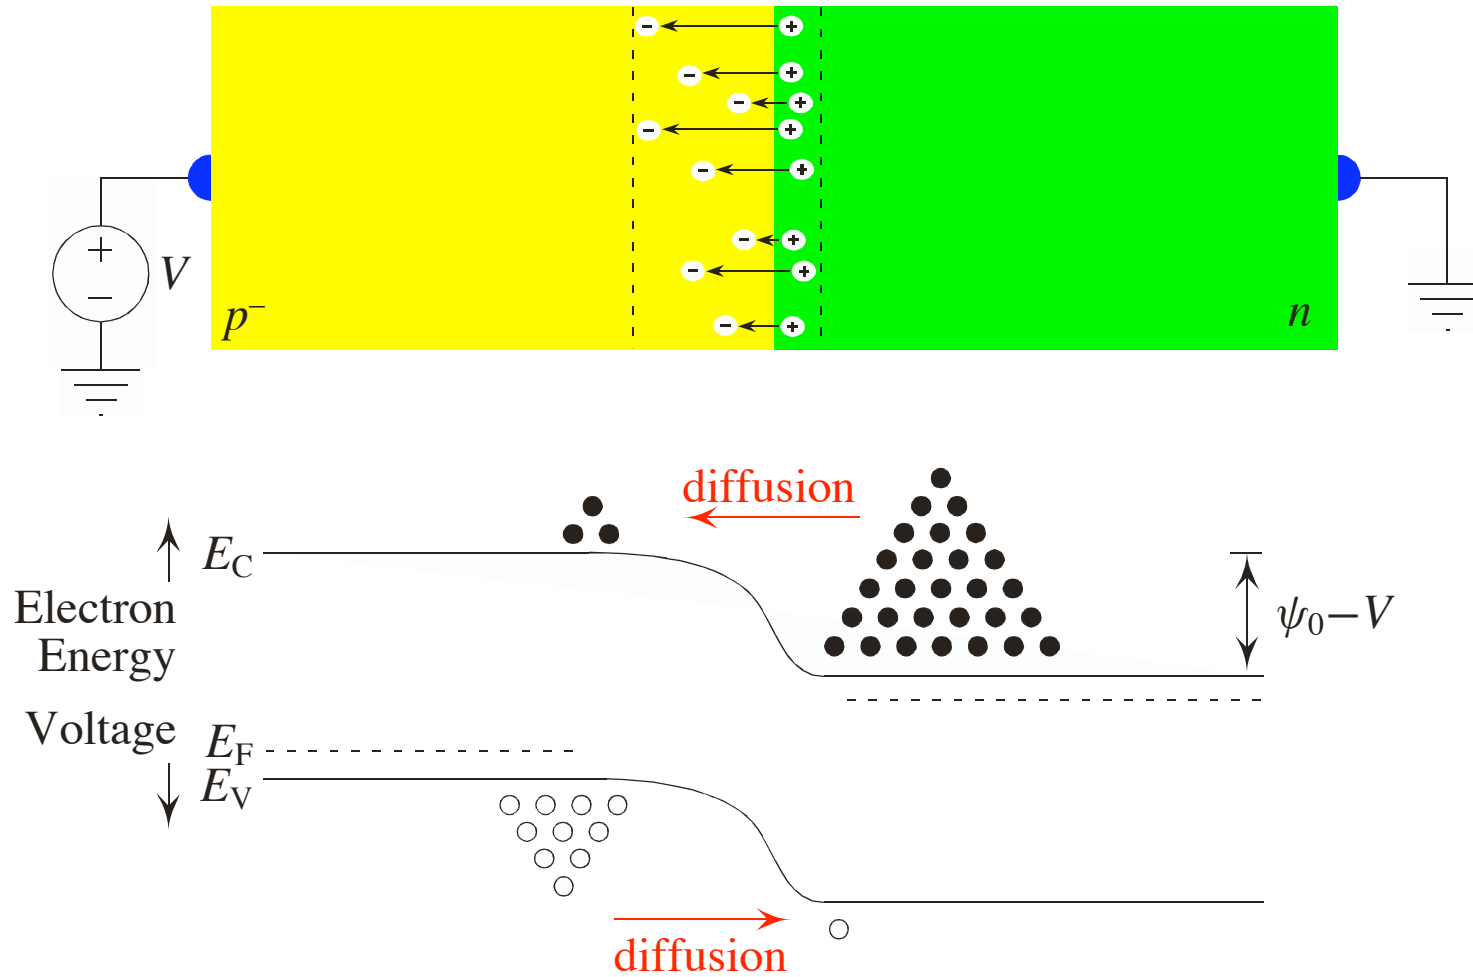 V
p⁻
n
diffusion
E_C
Electron
Energy
ψ₀−V
Voltage
E_F
E_V
diffusion